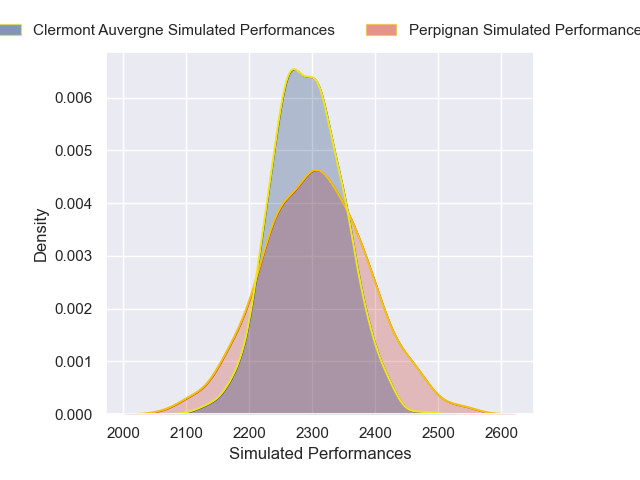 Clermont Auvergne Simulated Performances
Perpignan Simulated Performance
0.006
0.005
0.004
0.003
0.002
0.001
0.000
Density
2000 2100 2200 2300 2400 2500 2600
Simulated Performances